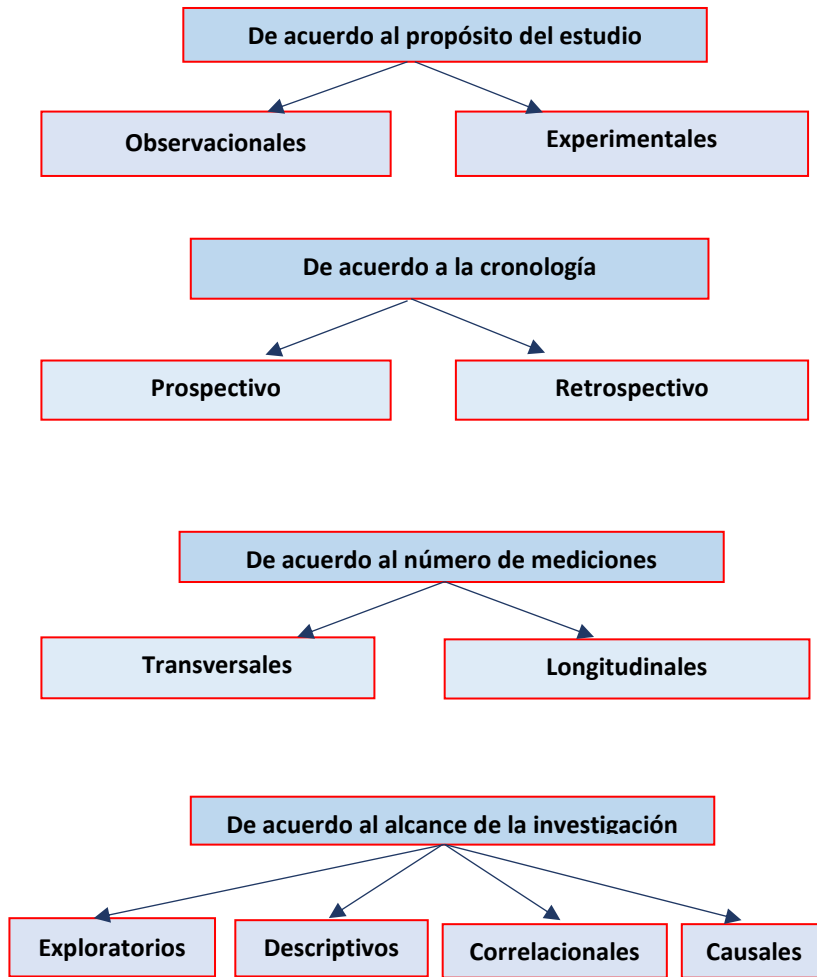 De acuerdo al propósito del estudio
Observacionales
Experimentales
De acuerdo a la cronología
Prospectivo
Retrospectivo
De acuerdo al número de mediciones
Transversales
Longitudinales
De acuerdo al alcance de la investigación
Exploratorios
Descriptivos
Correlacionales
Causales